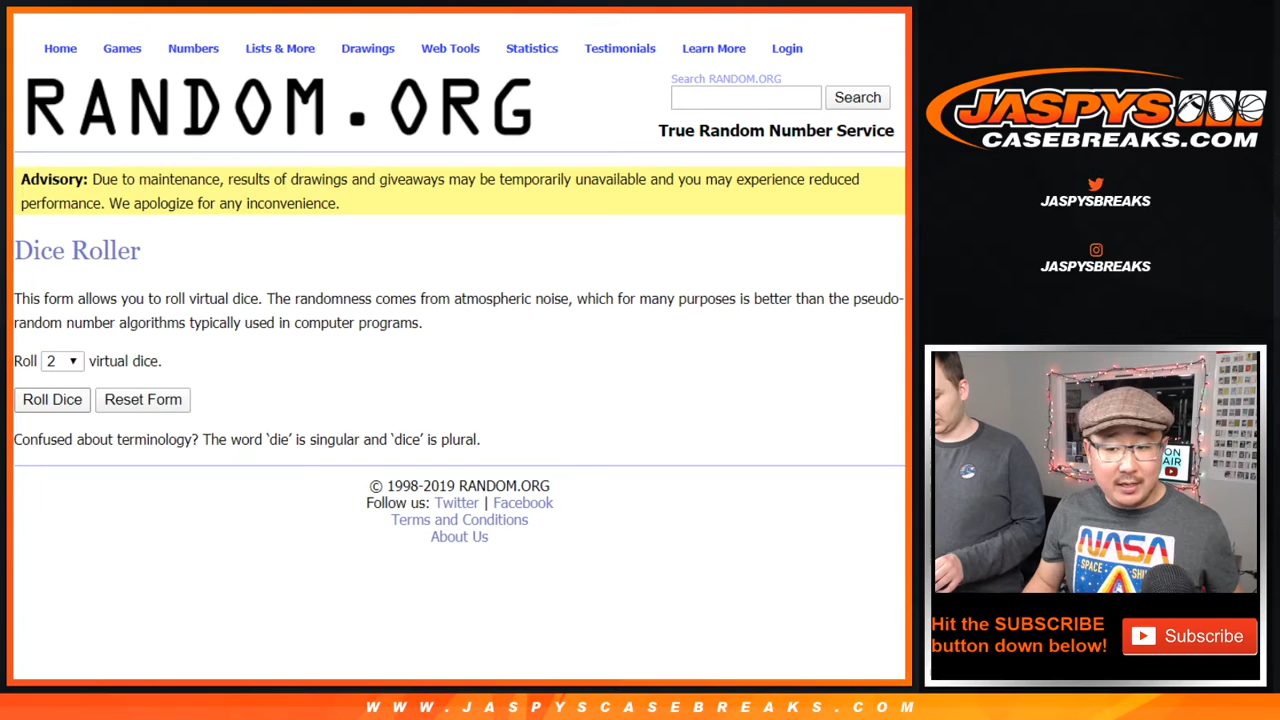 Home Games Numbers Lists & More Drawings Web Tools Statistics Testimonials Learn More Login
RANDOM.ORG
Search RANDOM.ORG
Search
True Random Number Service
Advisory: Due to maintenance, results of drawings and giveaways may be temporarily unavailable and you may experience reduced
performance. We apologize for any inconvenience.
Dice Roller
This form allows you to roll virtual dice. The randomness comes from atmospheric noise, which for many purposes is better than the pseudo-
random number algorithms typically used in computer programs.
Roll 2 virtual dice.
Roll Dice Reset Form
Confused about terminology? The word ‘die’ is singular and ‘dice’ is plural.
© 1998-2019 RANDOM.ORG
Follow us: Twitter | Facebook
Terms and Conditions
About Us
JASPYS
CASEBREAKS.COM
JASPYSBREAKS
JASPYSBREAKS
ON
AIR
NASA
SPACE
Hit the SUBSCRIBE
button down below!
Subscribe
WWW.JASPYSCASEBREAKS.COM